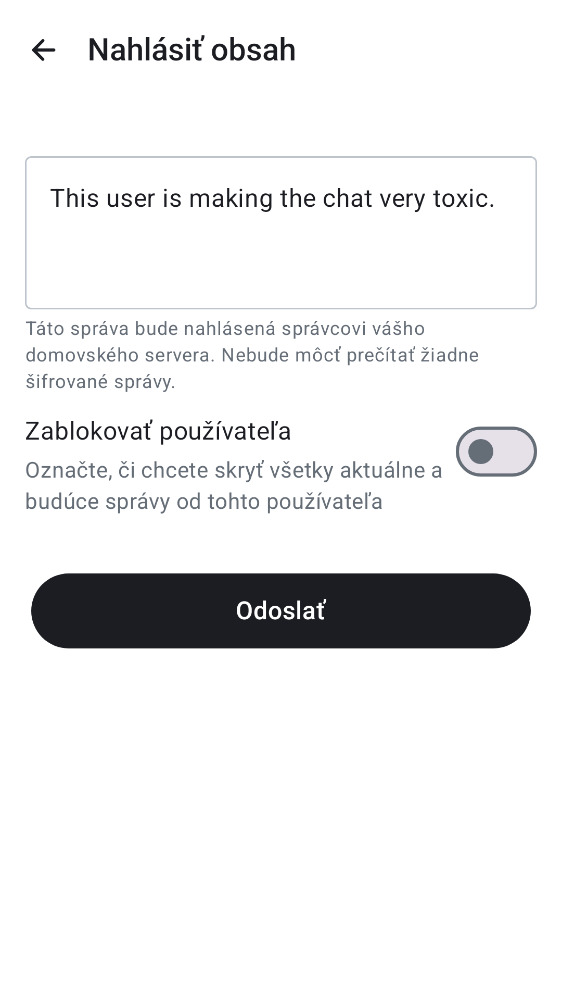 Nahlásiť obsah
This user is making the chat very toxic.
Táto správa bude nahlásená správcovi vášho
domovského servera. Nebude môcť prečítať žiadne
šifrované správy.
Zablokovať používateľa
Označte, či chcete skryť všetky aktuálne a
budúce správy od tohto používateľa
Odoslať